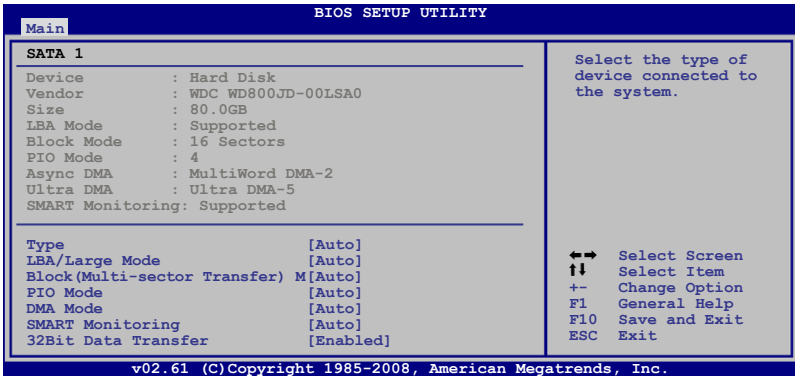 BIOS SETUP UTILITY
Main
SATA 1
Device : Hard Disk
Vendor : WDC WD800JD-00LSA0
Size : 80.0GB
LBA Mode : Supported
Block Mode : 16 Sectors
PIO Mode : 4
Async DMA : MultiWord DMA-2
Ultra DMA : Ultra DMA-5
SMART Monitoring: Supported
Type [Auto]
LBA/Large Mode [Auto]
Block(Multi-sector Transfer) M[Auto]
PIO Mode [Auto]
DMA Mode [Auto]
SMART Monitoring [Auto]
32Bit Data Transfer [Enabled]
Select the type of
device connected to
the system.
←→ Select Screen
↑↓ Select Item
+- Change Option
F1 General Help
F10 Save and Exit
ESC Exit
v02.61 (C)Copyright 1985-2008, American Megatrends, Inc.